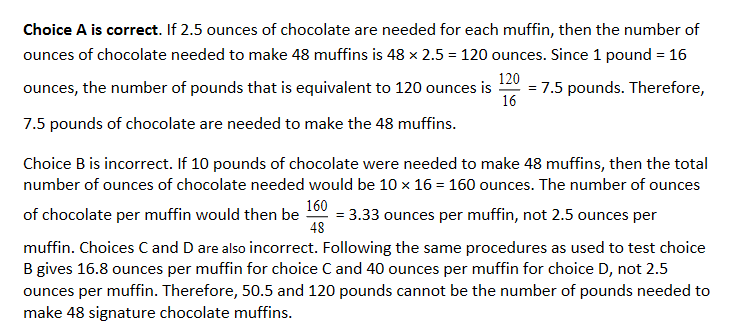 Choice A is correct. If 2.5 ounces of chocolate are needed for each muffin, then the number of
ounces of chocolate needed to make 48 muffins is 48 × 2.5 = 120 ounces. Since 1 pound = 16
ounces, the number of pounds that is equivalent to 120 ounces is 120/16 = 7.5 pounds. Therefore,
7.5 pounds of chocolate are needed to make the 48 muffins.
Choice B is incorrect. If 10 pounds of chocolate were needed to make 48 muffins, then the total
number of ounces of chocolate needed would be 10 × 16 = 160 ounces. The number of ounces
of chocolate per muffin would then be 160/48 = 3.33 ounces per muffin, not 2.5 ounces per
muffin. Choices C and D are also incorrect. Following the same procedures as used to test choice
B gives 16.8 ounces per muffin for choice C and 40 ounces per muffin for choice D, not 2.5
ounces per muffin. Therefore, 50.5 and 120 pounds cannot be the number of pounds needed to
make 48 signature chocolate muffins.